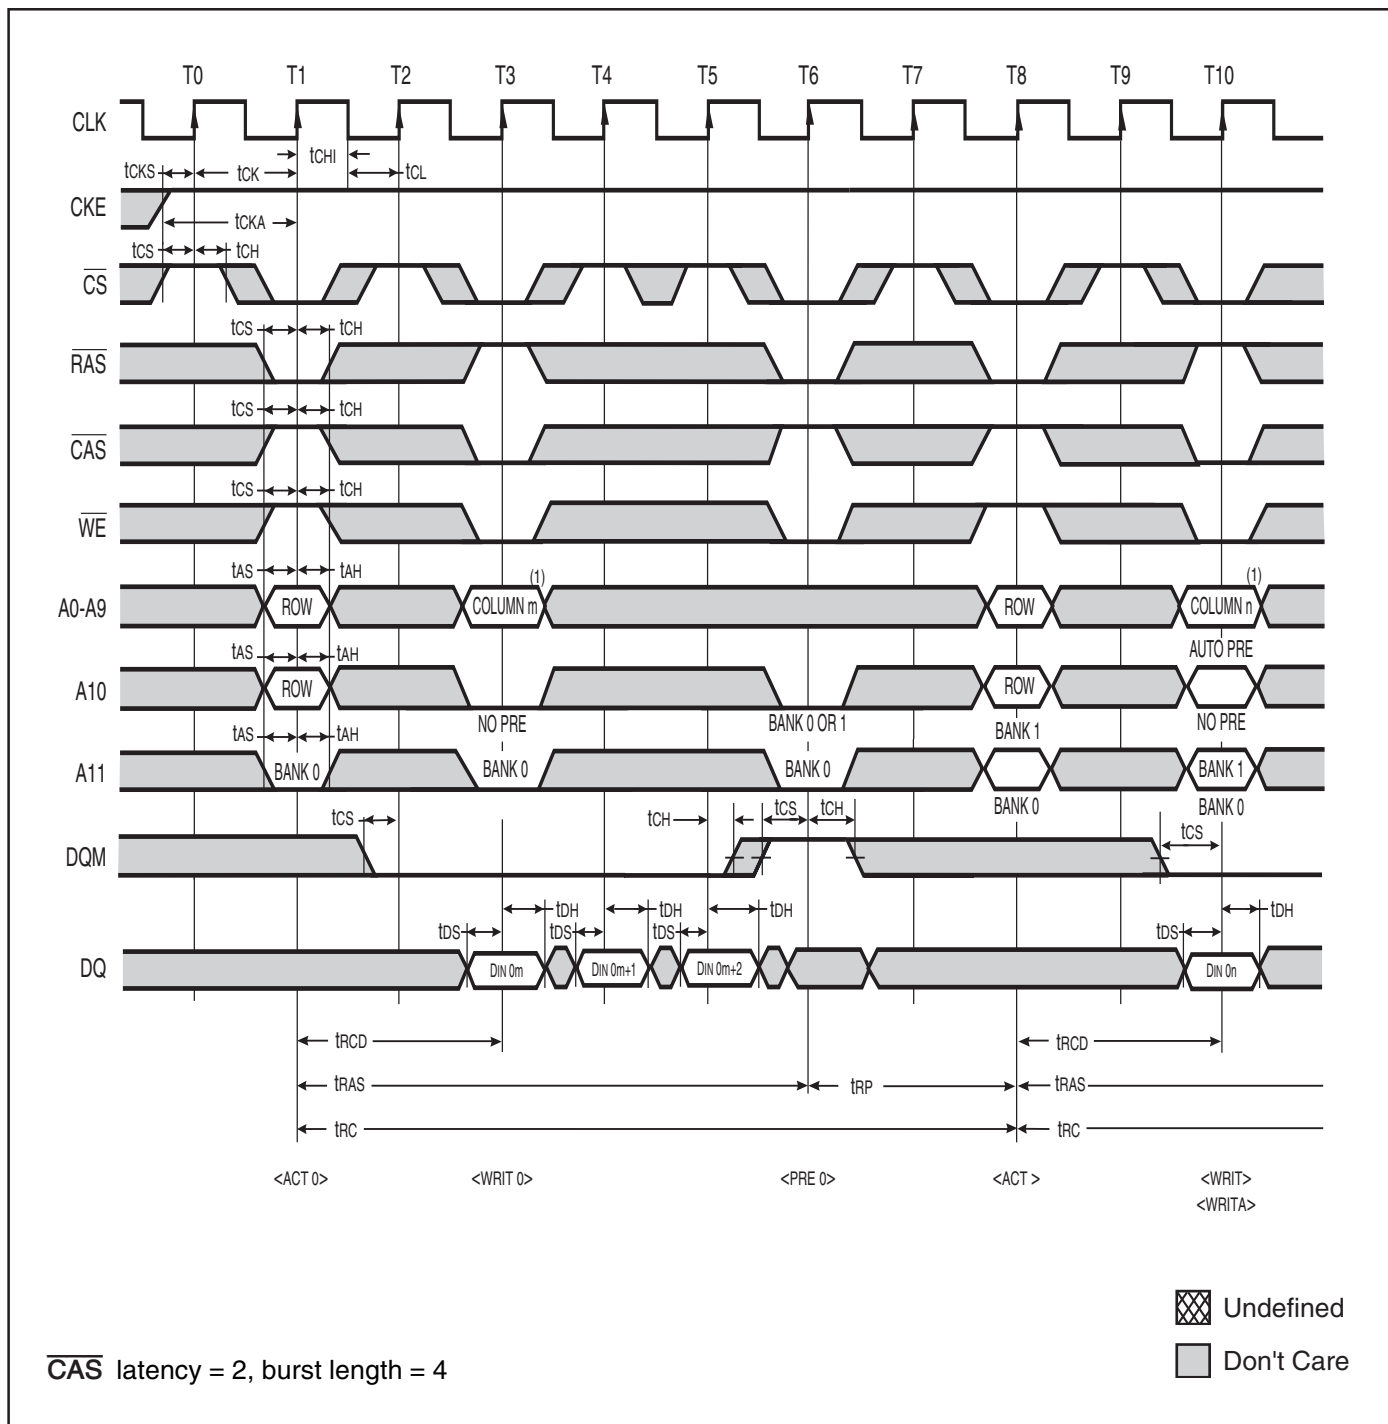 T0 T1 T2 T3 T4 T5 T6 T7 T8 T9 T10
CLK
tCHI
tCKS tCK tCL
CKE
tCKA
tCS tCH
CS
tCS tCH
RAS
tCS tCH
CAS
tCS tCH
WE
tAS tAH (1) (1)
A0-A9 ROW COLUMN m ROW COLUMN n
tAS tAH AUTO PRE
A10 ROW ROW
NO PRE BANK 0 OR 1 BANK 1 NO PRE
tAS tAH
A11 BANK 0 BANK 0 BANK 0 BANK 1
BANK 0 BANK 0
tCS tCH tCS tCH tCS
DQM
tDH tDH tDH tDH
tDS tDS tDS tDS
DQ DIN 0m DIN 0m+1 DIN 0m+2 DIN 0n
tRCD tRCD
tRAS tRP tRAS
tRC tRC
<ACT 0> <WRIT 0> <PRE 0> <ACT > <WRIT>
<WRITA>
Undefined
Don't Care
CAS latency = 2, burst length = 4